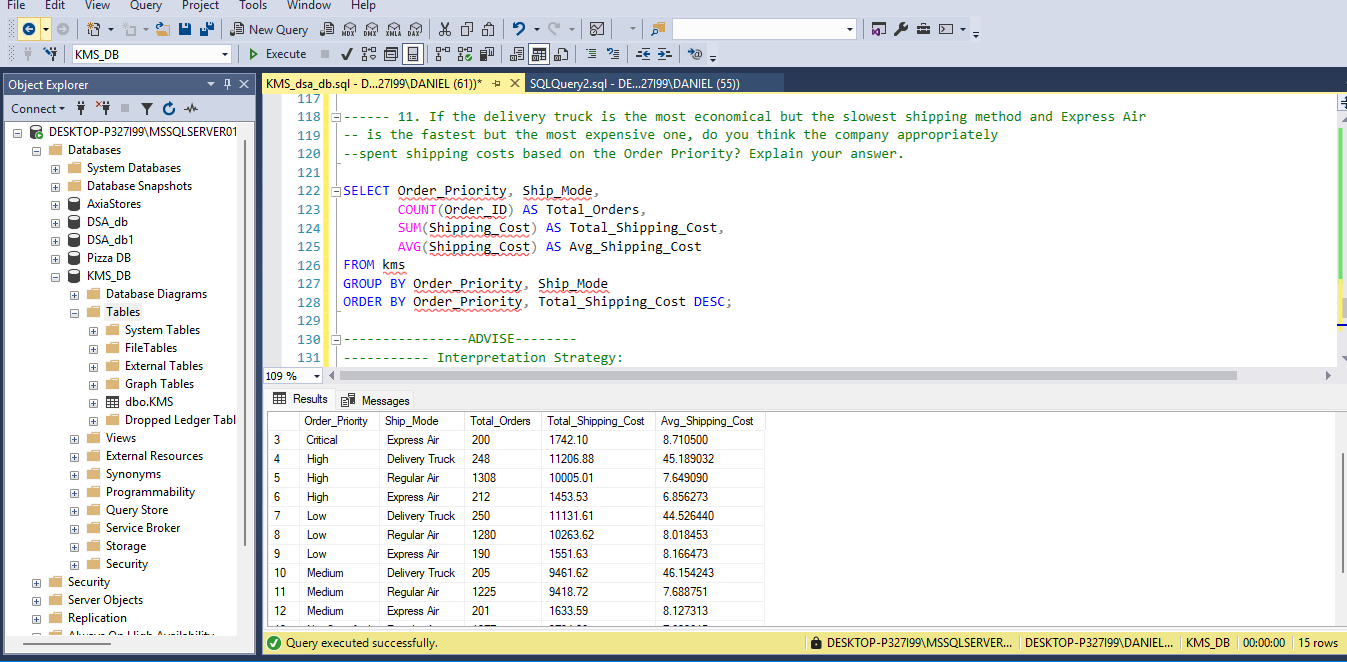 File Edit View Query Project Tools Window Help
New Query MDX DMX XMLA DAX
KMS_DB Execute
Object Explorer
Connect
DESKTOP-P327I99\MSSQLSERVER01
Databases
System Databases
Database Snapshots
AxiaStores
DSA_db
DSA_db1
Pizza DB
KMS_DB
Database Diagrams
Tables
System Tables
FileTables
External Tables
Graph Tables
dbo.KMS
Dropped Ledger Tabl
Views
External Resources
Synonyms
Programmability
Query Store
Service Broker
Storage
Security
Security
Server Objects
Replication
Always On High Availability
KMS_dsa_db.sql - D...27I99\DANIEL (61))* SQLQuery2.sql - DE...27I99\DANIEL (55))
117
118 ------ 11. If the delivery truck is the most economical but the slowest shipping method and Express Air
119 -- is the fastest but the most expensive one, do you think the company appropriately
120 --spent shipping costs based on the Order Priority? Explain your answer.
121
122 SELECT Order_Priority, Ship_Mode,
123 COUNT(Order_ID) AS Total_Orders,
124 SUM(Shipping_Cost) AS Total_Shipping_Cost,
125 AVG(Shipping_Cost) AS Avg_Shipping_Cost
126 FROM kms
127 GROUP BY Order_Priority, Ship_Mode
128 ORDER BY Order_Priority, Total_Shipping_Cost DESC;
129
130 ----------------ADVISE--------
131 ----------- Interpretation Strategy:
109 %
Results Messages
Order_Priority Ship_Mode Total_Orders Total_Shipping_Cost Avg_Shipping_Cost
3 Critical Express Air 200 1742.10 8.710500
4 High Delivery Truck 248 11206.88 45.189032
5 High Regular Air 1308 10005.01 7.649090
6 High Express Air 212 1453.53 6.856273
7 Low Delivery Truck 250 11131.61 44.526440
8 Low Regular Air 1280 10263.62 8.018453
9 Low Express Air 190 1551.63 8.166473
10 Medium Delivery Truck 205 9461.62 46.154243
11 Medium Regular Air 1225 9418.72 7.688751
12 Medium Express Air 201 1633.59 8.127313
Query executed successfully. DESKTOP-P327I99\MSSQLSERVER... DESKTOP-P327I99\DANIEL... KMS_DB 00:00:00 15 rows